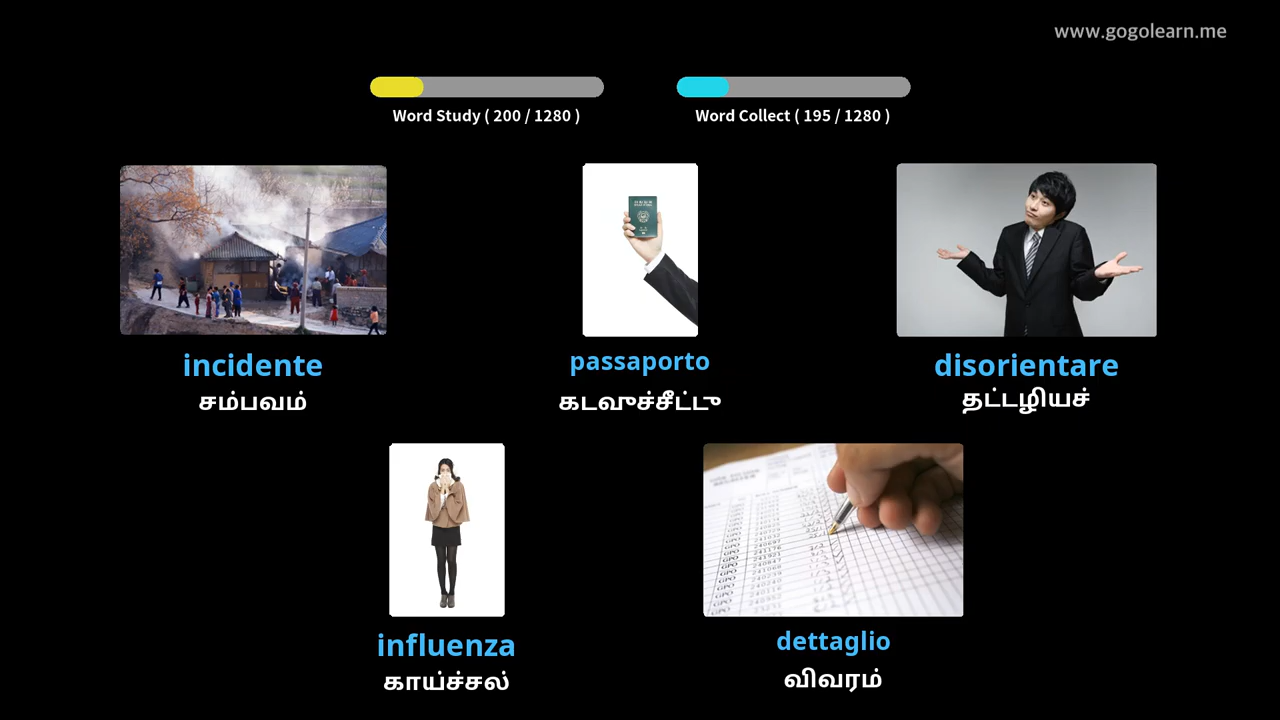 www.gogolearn.me
Word Study ( 200 / 1280 )
Word Collect ( 195 / 1280 )
incidente
சம்பவம்
passaporto
கடவுச்சீட்டு
disorientare
தட்டழியச்
influenza
காய்ச்சல்
dettaglio
விவரம்